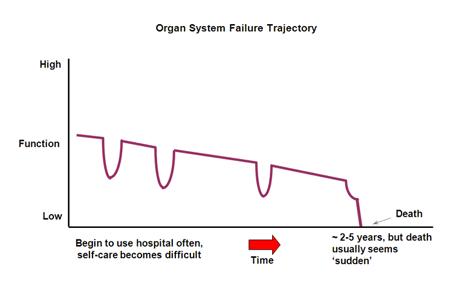 Organ System Failure Trajectory
High
Function
Low
Death
Begin to use hospital often,
self-care becomes difficult
Time
~ 2-5 years, but death
usually seems
‘sudden’